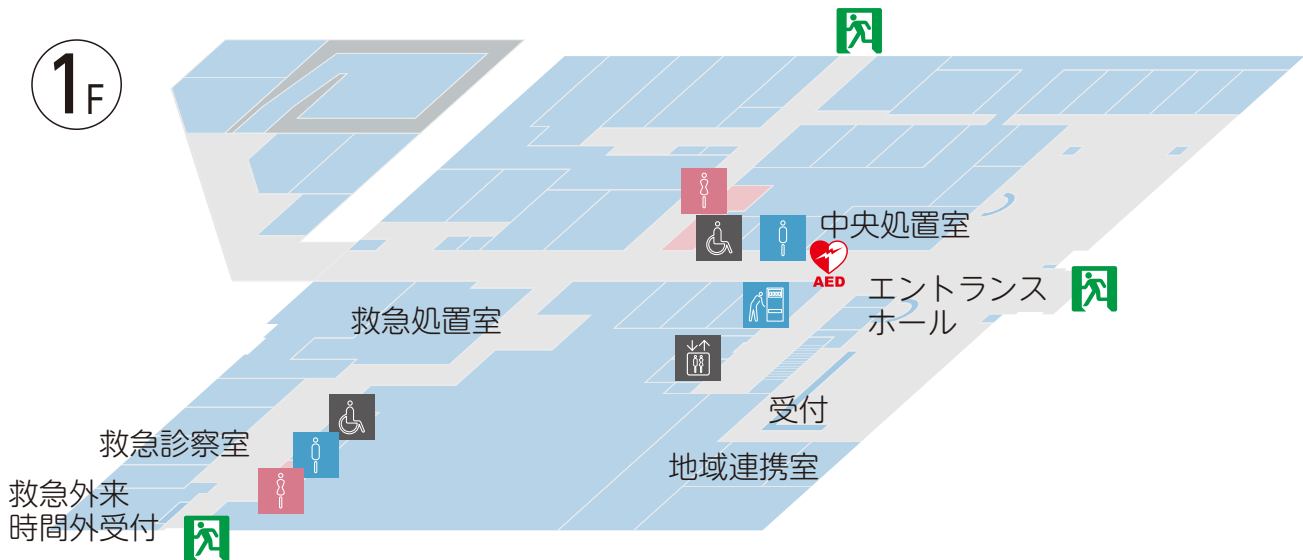 1F
中央処置室
AED
エントランス
ホール
救急処置室
受付
救急診察室
地域連携室
救急外来
時間外受付